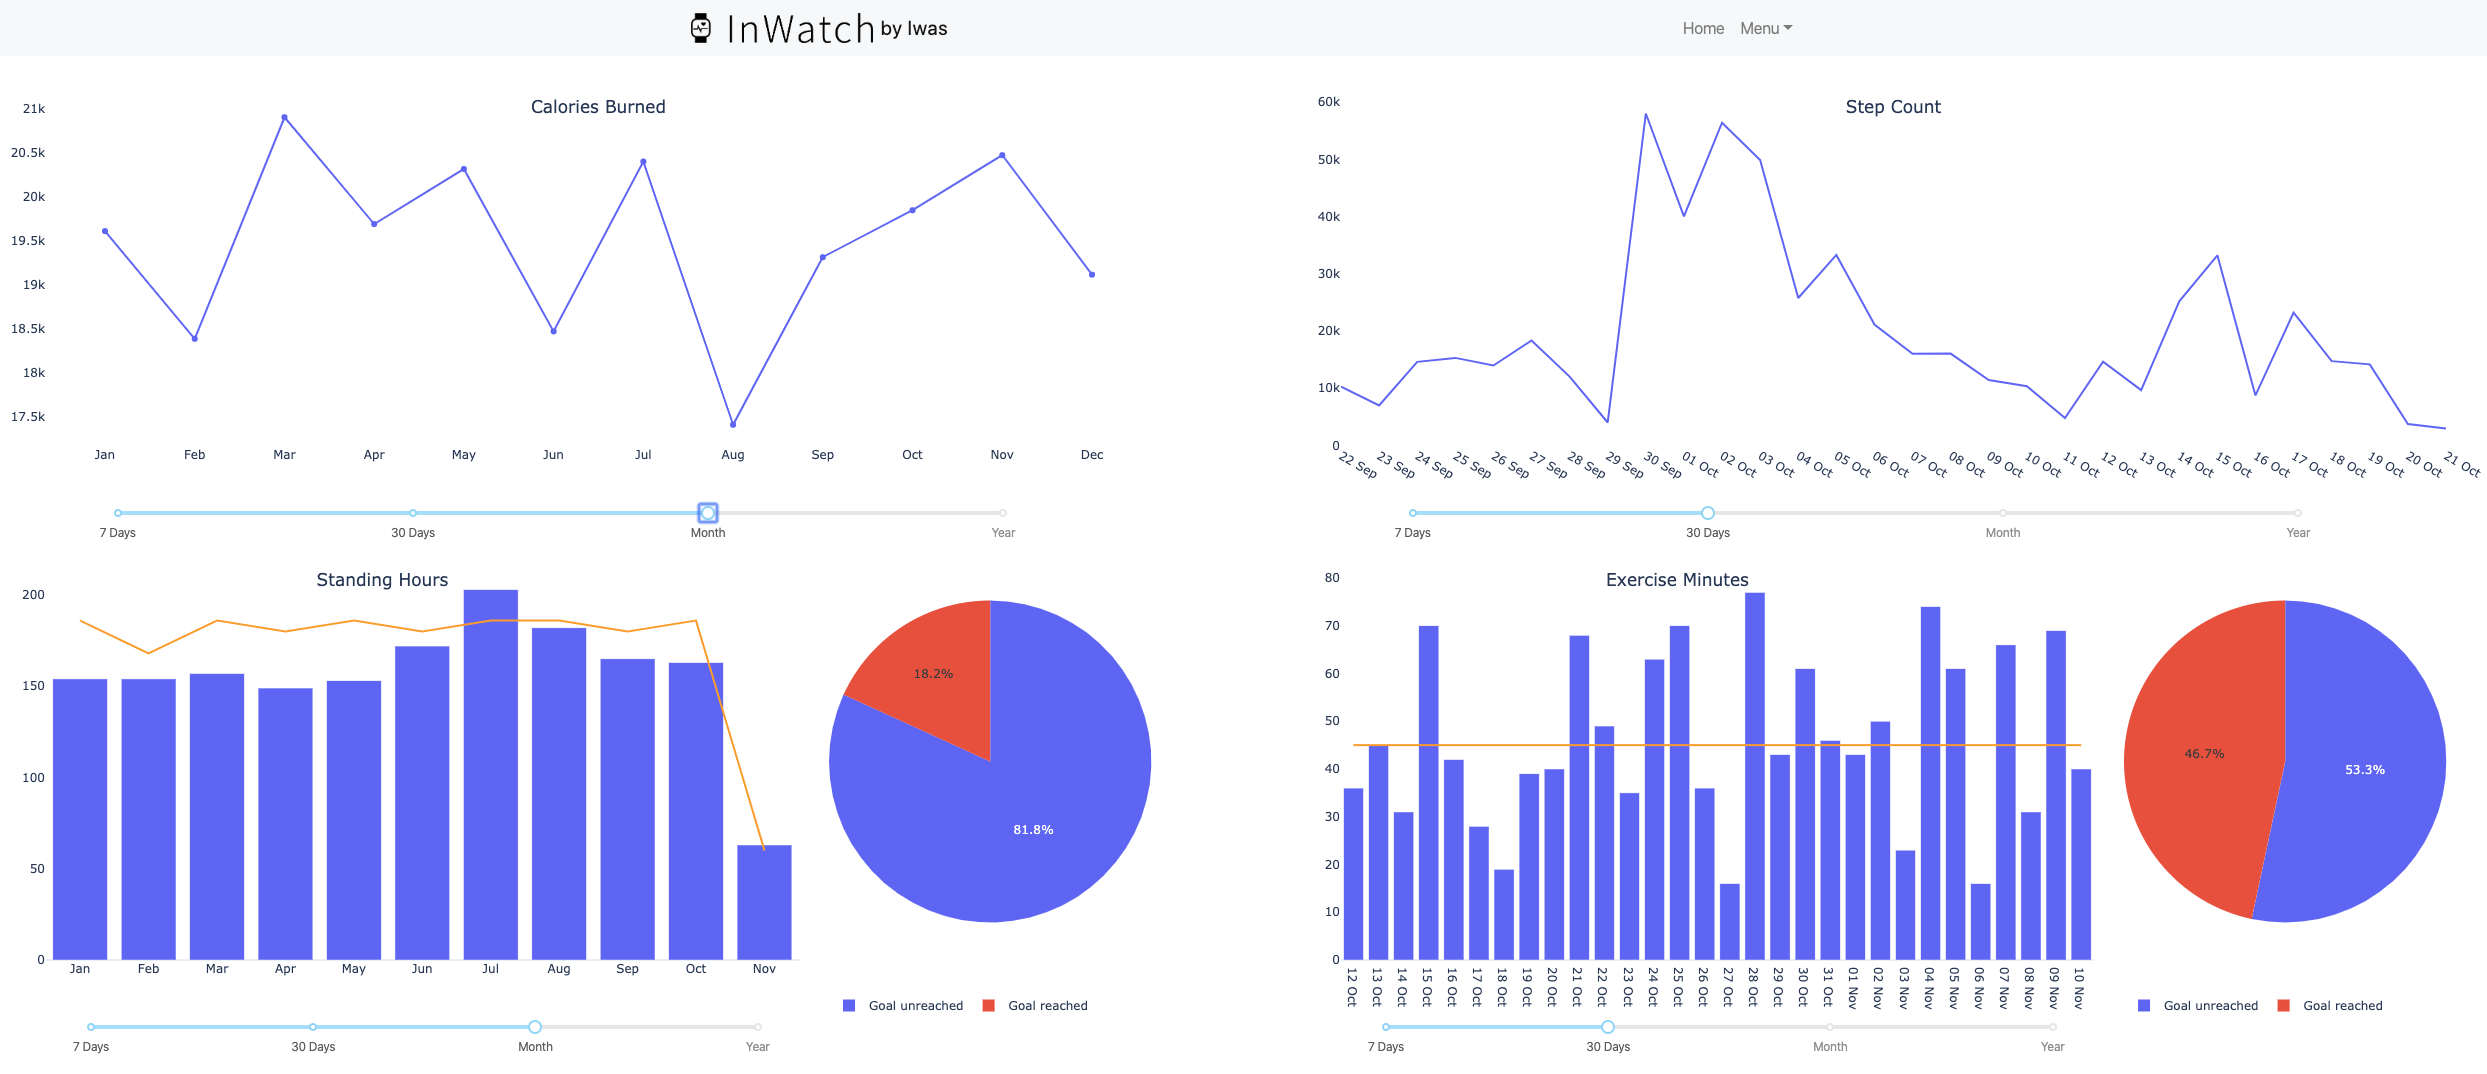 InWatch by Iwas
Home Menu
Calories Burned
21k
20.5k
20k
19.5k
19k
18.5k
18k
17.5k
Jan Feb Mar Apr May Jun Jul Aug Sep Oct Nov Dec
7 Days 30 Days Month Year
Step Count
60k
50k
40k
30k
20k
10k
0
22 Sep 23 Sep 24 Sep 25 Sep 26 Sep 27 Sep 28 Sep 29 Sep 30 Sep 01 Oct 02 Oct 03 Oct 04 Oct 05 Oct 06 Oct 07 Oct 08 Oct 09 Oct 10 Oct 11 Oct 12 Oct 13 Oct 14 Oct 15 Oct 16 Oct 17 Oct 18 Oct 19 Oct 20 Oct 21 Oct
7 Days 30 Days Month Year
Standing Hours
200
150
100
50
0
Jan Feb Mar Apr May Jun Jul Aug Sep Oct Nov
7 Days 30 Days Month Year
18.2%
81.8%
Goal unreached Goal reached
Exercise Minutes
80
70
60
50
40
30
20
10
0
12 Oct 13 Oct 14 Oct 15 Oct 16 Oct 17 Oct 18 Oct 19 Oct 20 Oct 21 Oct 22 Oct 23 Oct 24 Oct 25 Oct 26 Oct 27 Oct 28 Oct 29 Oct 30 Oct 31 Oct 01 Nov 02 Nov 03 Nov 04 Nov 05 Nov 06 Nov 07 Nov 08 Nov 09 Nov 10 Nov
7 Days 30 Days Month Year
46.7%
53.3%
Goal unreached Goal reached